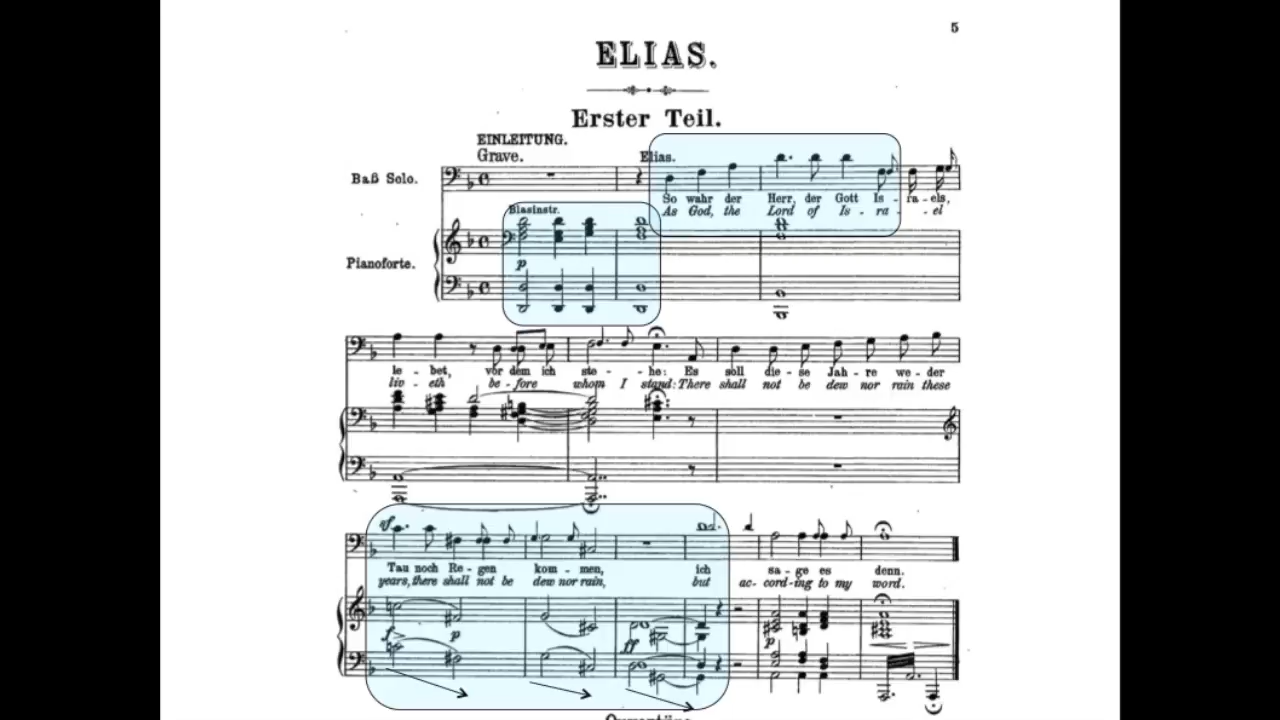 5
ELIAS.
Erster Teil.
EINLEITUNG.
Grave.
Elias.
Baß Solo.
So wahr der Herr, der Gott Is - ra - els,
As God, the Lord of Is - ra - el
Blasinstr.
Pianoforte.
p
le - bet, vor dem ich ste - he: Es soll die - se Jah - re we - der
liv - eth be - fore whom I stand: There shall not be dew nor rain these
sf
Tau noch Re - gen kom - men, ich sa - ge es denn.
years, there shall not be dew nor rain, but ac - cord - ing to my word.
f p ff p